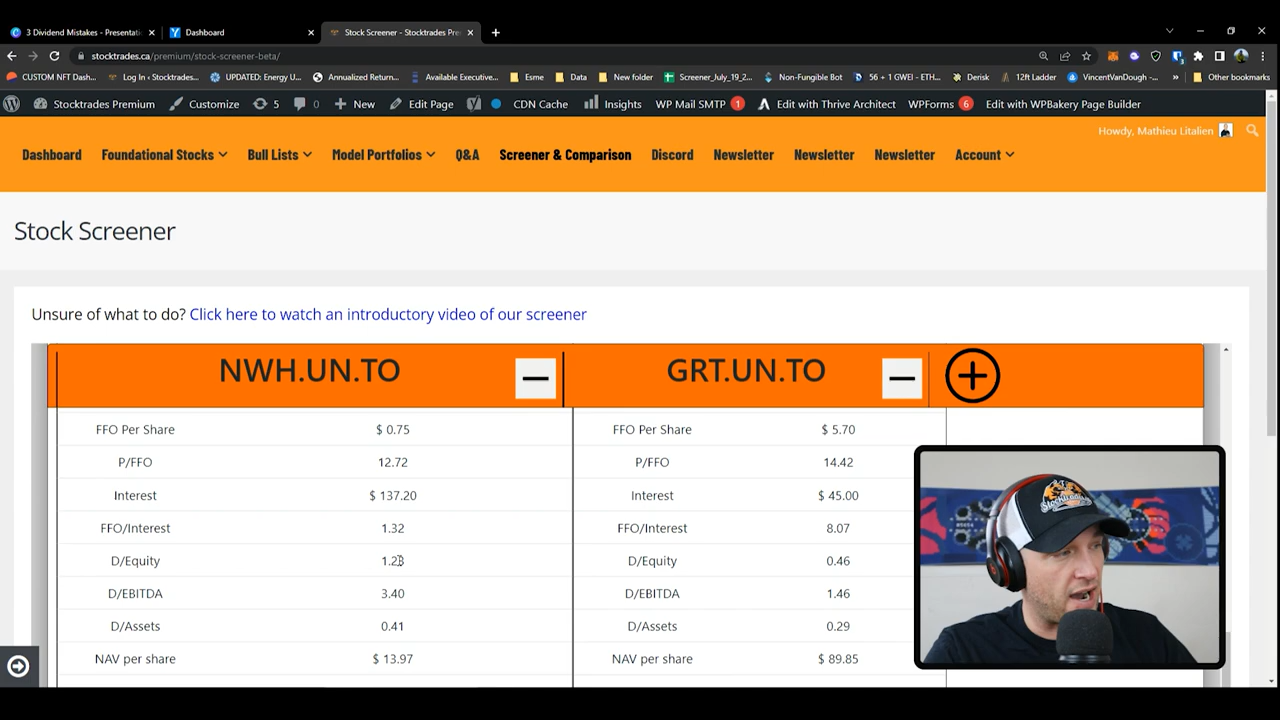 3 Dividend Mistakes - Presentati
Dashboard
Stock Screener - Stocktrades Pre
stocktrades.ca/premium/stock-screener-beta/
CUSTOM NFT Dash... Log In ‹ Stocktrades... UPDATED: Energy U... Annualized Return... Available Executive... Esme Data New folder Screener_July_19_2... Non-Fungible Bot 56 + 1 GWEI - ETH... Derisk 12ft Ladder VincentVanDough -... » Other bookmarks
Stocktrades Premium Customize 5 0 New Edit Page CDN Cache Insights WP Mail SMTP 1 Edit with Thrive Architect WPForms 6 Edit with WPBakery Page Builder
Howdy, Mathieu Litalien
Dashboard Foundational Stocks Bull Lists Model Portfolios Q&A Screener & Comparison Discord Newsletter Newsletter Newsletter Account
Stock Screener
Unsure of what to do? Click here to watch an introductory video of our screener
NWH.UN.TO GRT.UN.TO
FFO Per Share $ 0.75 FFO Per Share $ 5.70
P/FFO 12.72 P/FFO 14.42
Interest $ 137.20 Interest $ 45.00
FFO/Interest 1.32 FFO/Interest 8.07
D/Equity D/Equity 0.46
D/EBITDA 3.40 D/EBITDA 1.46
D/Assets 0.41 D/Assets 0.29
NAV per share $ 13.97 NAV per share $ 89.85